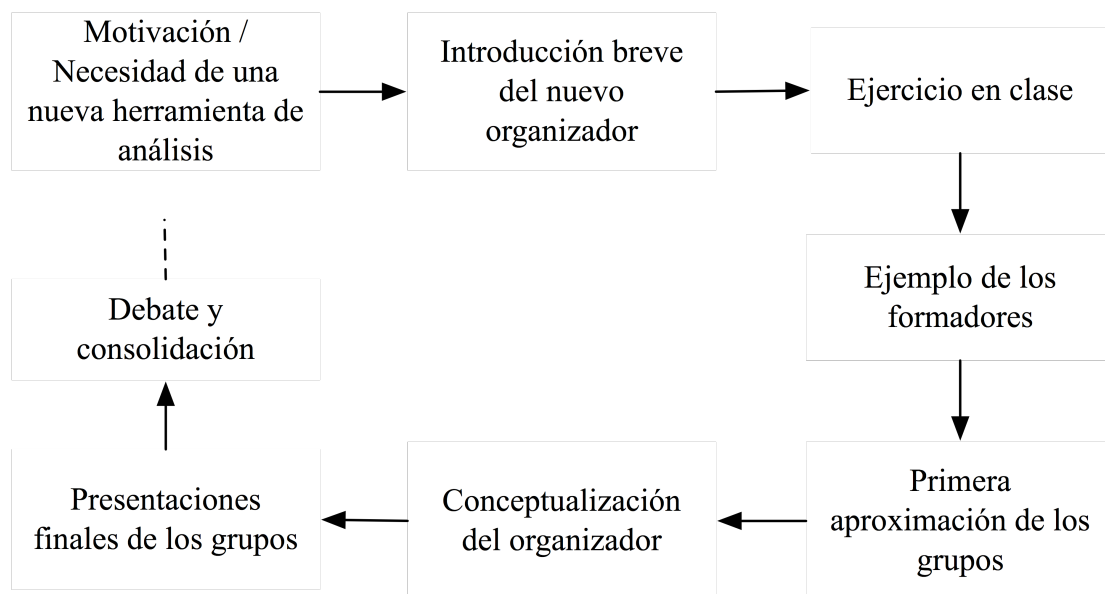 Motivación /
Necesidad de una
nueva herramienta de
análisis
Introducción breve
del nuevo
organizador
Ejercicio en clase
Ejemplo de los
formadores
Primera
aproximación de los
grupos
Conceptualización
del organizador
Presentaciones
finales de los grupos
Debate y
consolidación